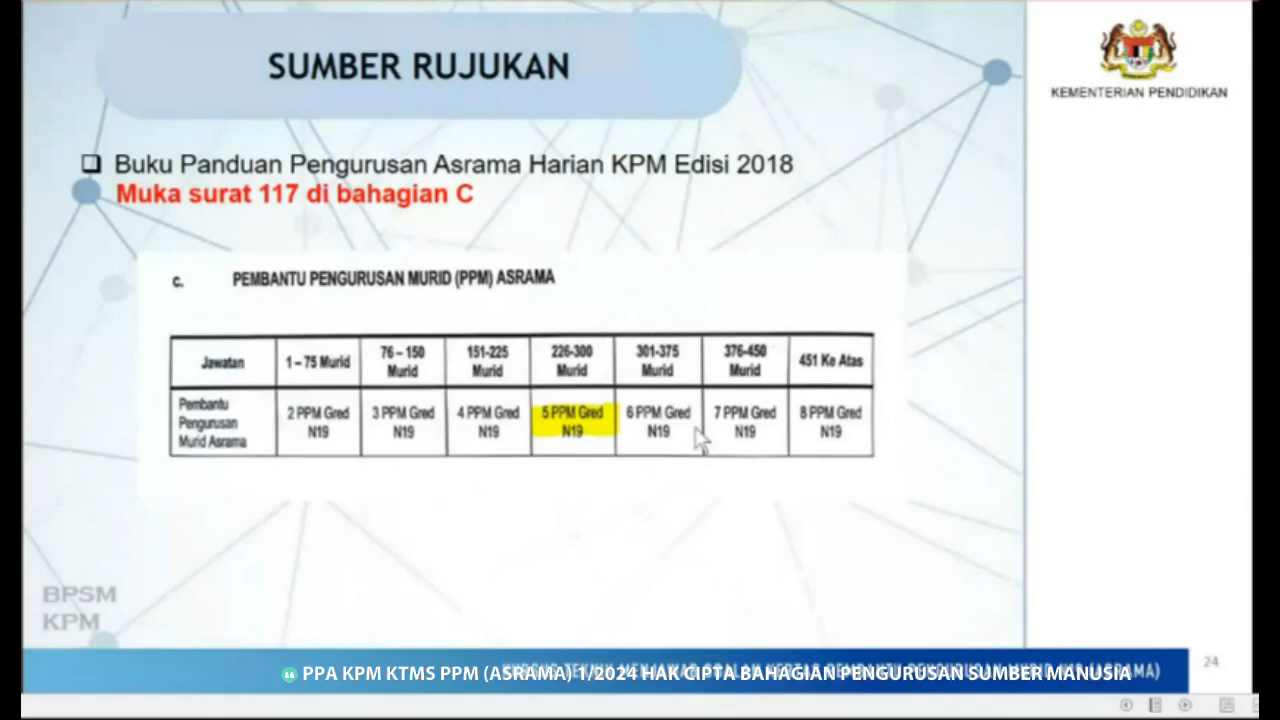 SUMBER RUJUKAN
KEMENTERIAN PENDIDIKAN
Buku Panduan Pengurusan Asrama Harian KPM Edisi 2018
Muka surat 117 di bahagian C
c. PEMBANTU PENGURUSAN MURID (PPM) ASRAMA
Jawatan
1 – 75 Murid
76 – 150
Murid
151-225
Murid
226-300
Murid
301-375
Murid
376-450
Murid
451 Ke Atas
Pembantu
Pengurusan
Murid Asrama
2 PPM Gred
N19
3 PPM Gred
N19
4 PPM Gred
N19
5 PPM Gred
N19
6 PPM Gred
N19
7 PPM Gred
N19
8 PPM Gred
N19
BPSM
KPM
PPA KPM KTMS PPM (ASRAMA) 1/2024 HAK CIPTA BAHAGIAN PENGURUSAN SUMBER MANUSIA
24